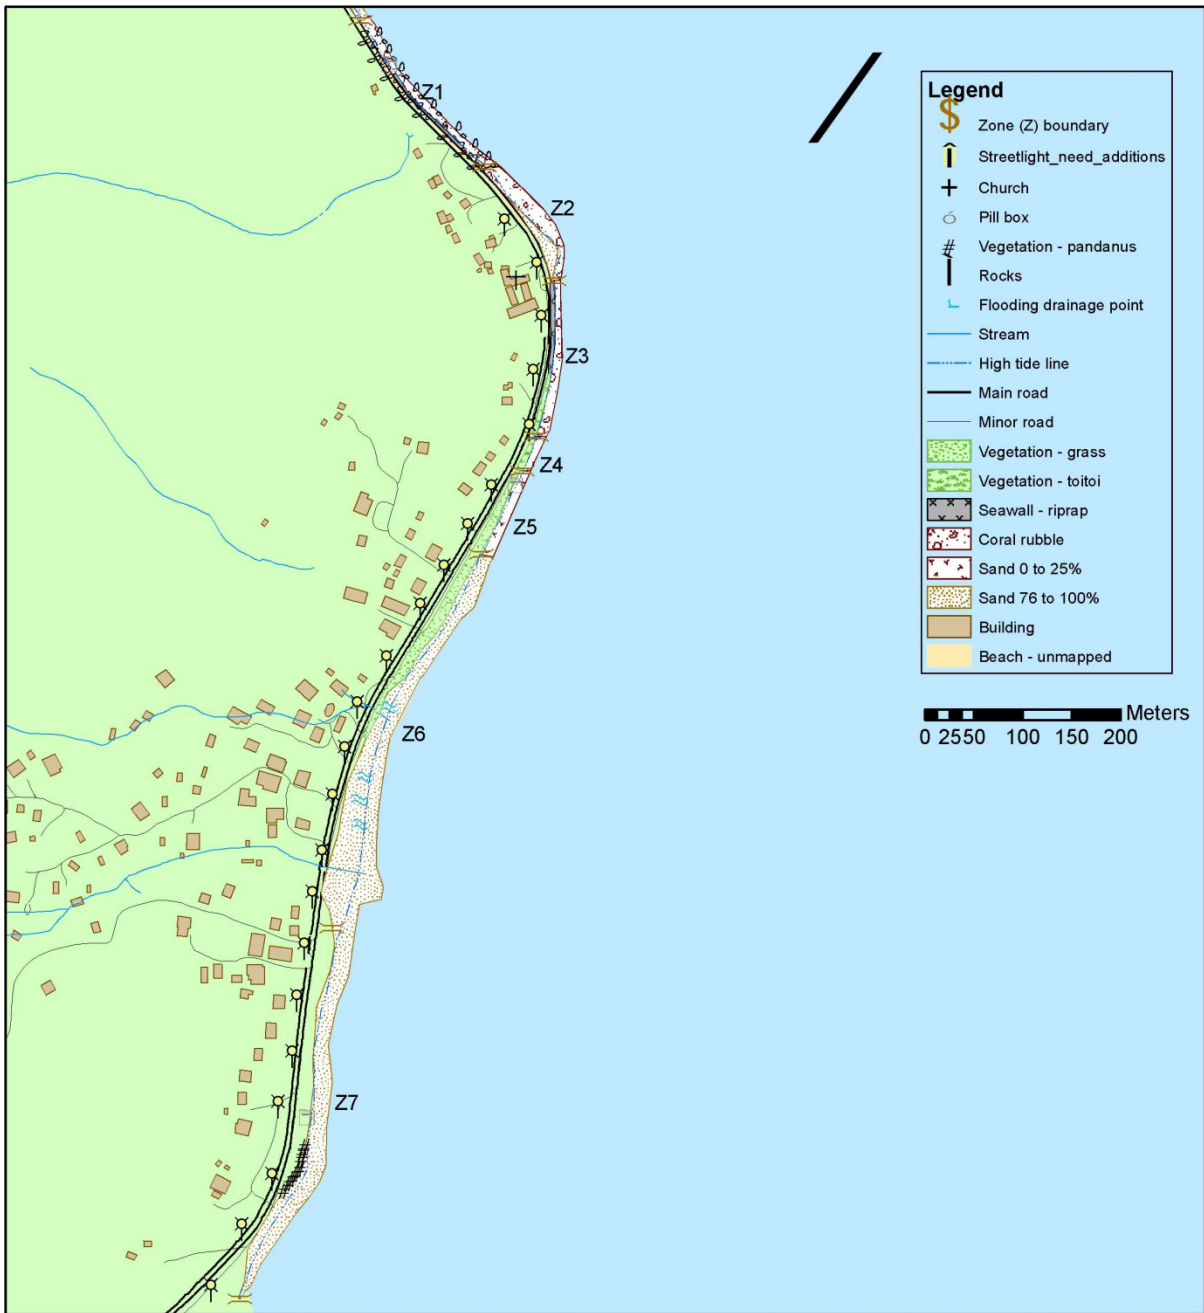 Z1
Z2
Z3
Z4
Z5
Z6
Z7
Legend
$ Zone (Z) boundary
Streetlight_need_additions
Church
Pill box
Vegetation - pandanus
Rocks
Flooding drainage point
Stream
High tide line
Main road
Minor road
Vegetation - grass
Vegetation - toitoi
Seawall - riprap
Coral rubble
Sand 0 to 25%
Sand 76 to 100%
Building
Beach - unmapped
Meters
0 25 50 100 150 200